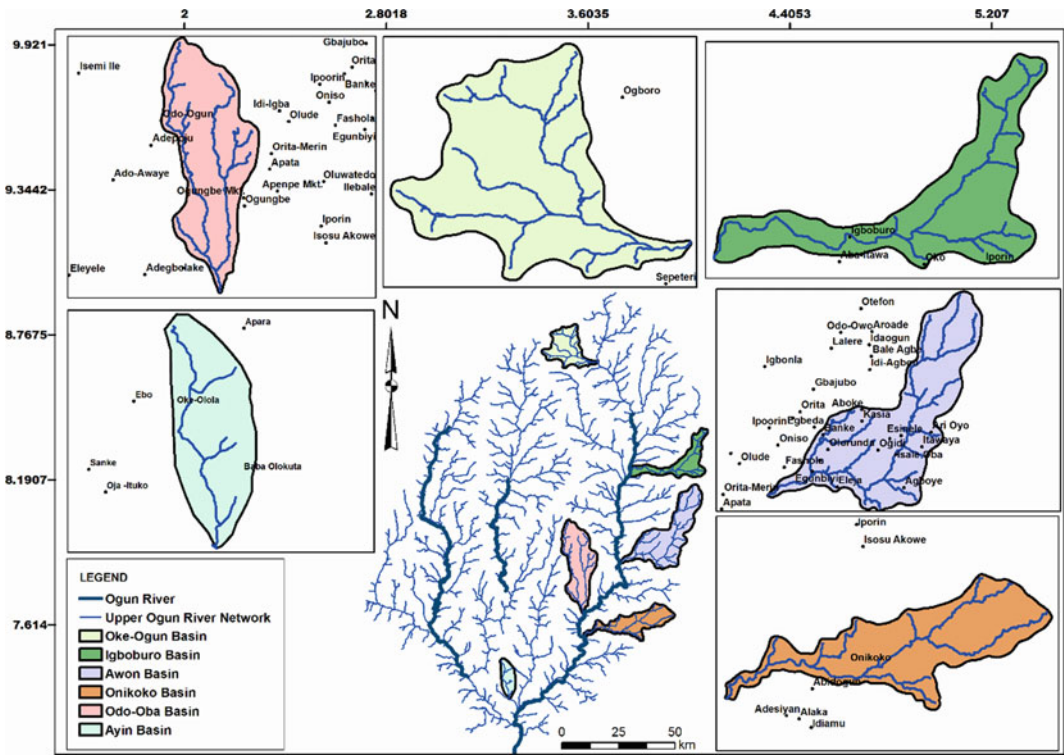 2 2.8018 3.6035 4.4053 5.207
9.921
9.3442
8.7675
8.1907
7.614
Gbajubo
Isemi Ile
Orita
Ipoorin
Banke
Oniso
Idi-Igba
Olude
Odo-Ogun
Fashola
Egunbiyi
Adepoju
Orita-Merin
Apata
Ado-Awaye
Oluwatedo
Apenpe Mkt.
Ilebale
Ogungbe Mkt.
Ogungbe
Iporin
Isosu Akowe
Eleyele
Adegbolake
Ogboro
Sepeteri
Igboburo
Aba-Itawa
Oko
Iporin
Apara
Ebo
Oke-Olola
Sanke
Baba Olokuta
Oja -Ituko
N
Otefon
Odo-Owo
Aroade
Idaogun
Lalere
Bale Agbe
Idi-Agbo
Igbonla
Gbajubo
Orita
Aboke
Kasia
Ipoorin
Egbeda
Banke
Esinele
Ari Oyo
Oniso
Olorunda
Ogidi
Itawaya
Isale Oba
Olude
Fashola
Egunbiyi
Eleja
Agboye
Orita-Merin
Apata
Iporin
Isosu Akowe
Onikoko
Abidogun
Adesiyan
Alaka
Idiamu
LEGEND
Ogun River
Upper Ogun River Network
Oke-Ogun Basin
Igboburo Basin
Awon Basin
Onikoko Basin
Odo-Oba Basin
Ayin Basin
0 25 50
km